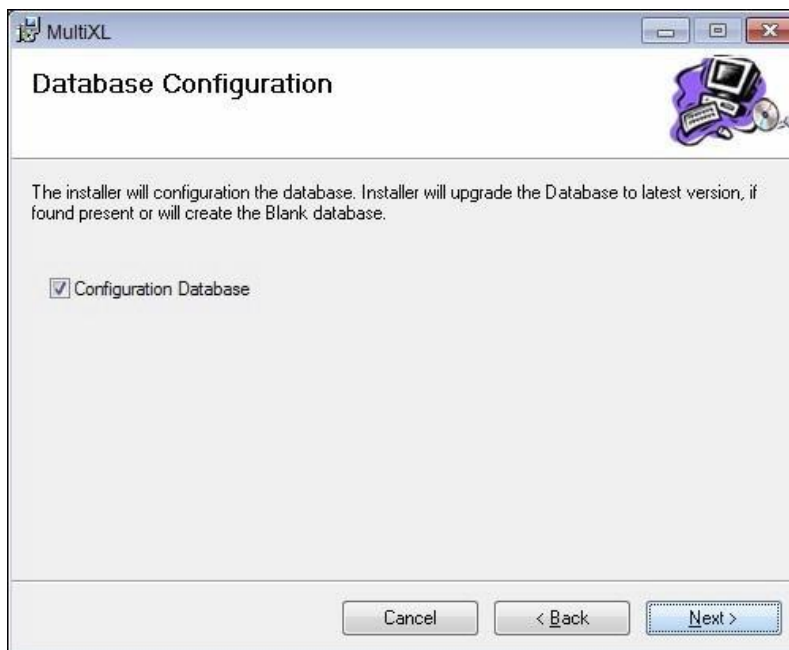 MultiXL
Database Configuration
The installer will configuration the database. Installer will upgrade the Database to latest version, if
found present or will create the Blank database.
Configuration Database
Cancel
< Back
Next >